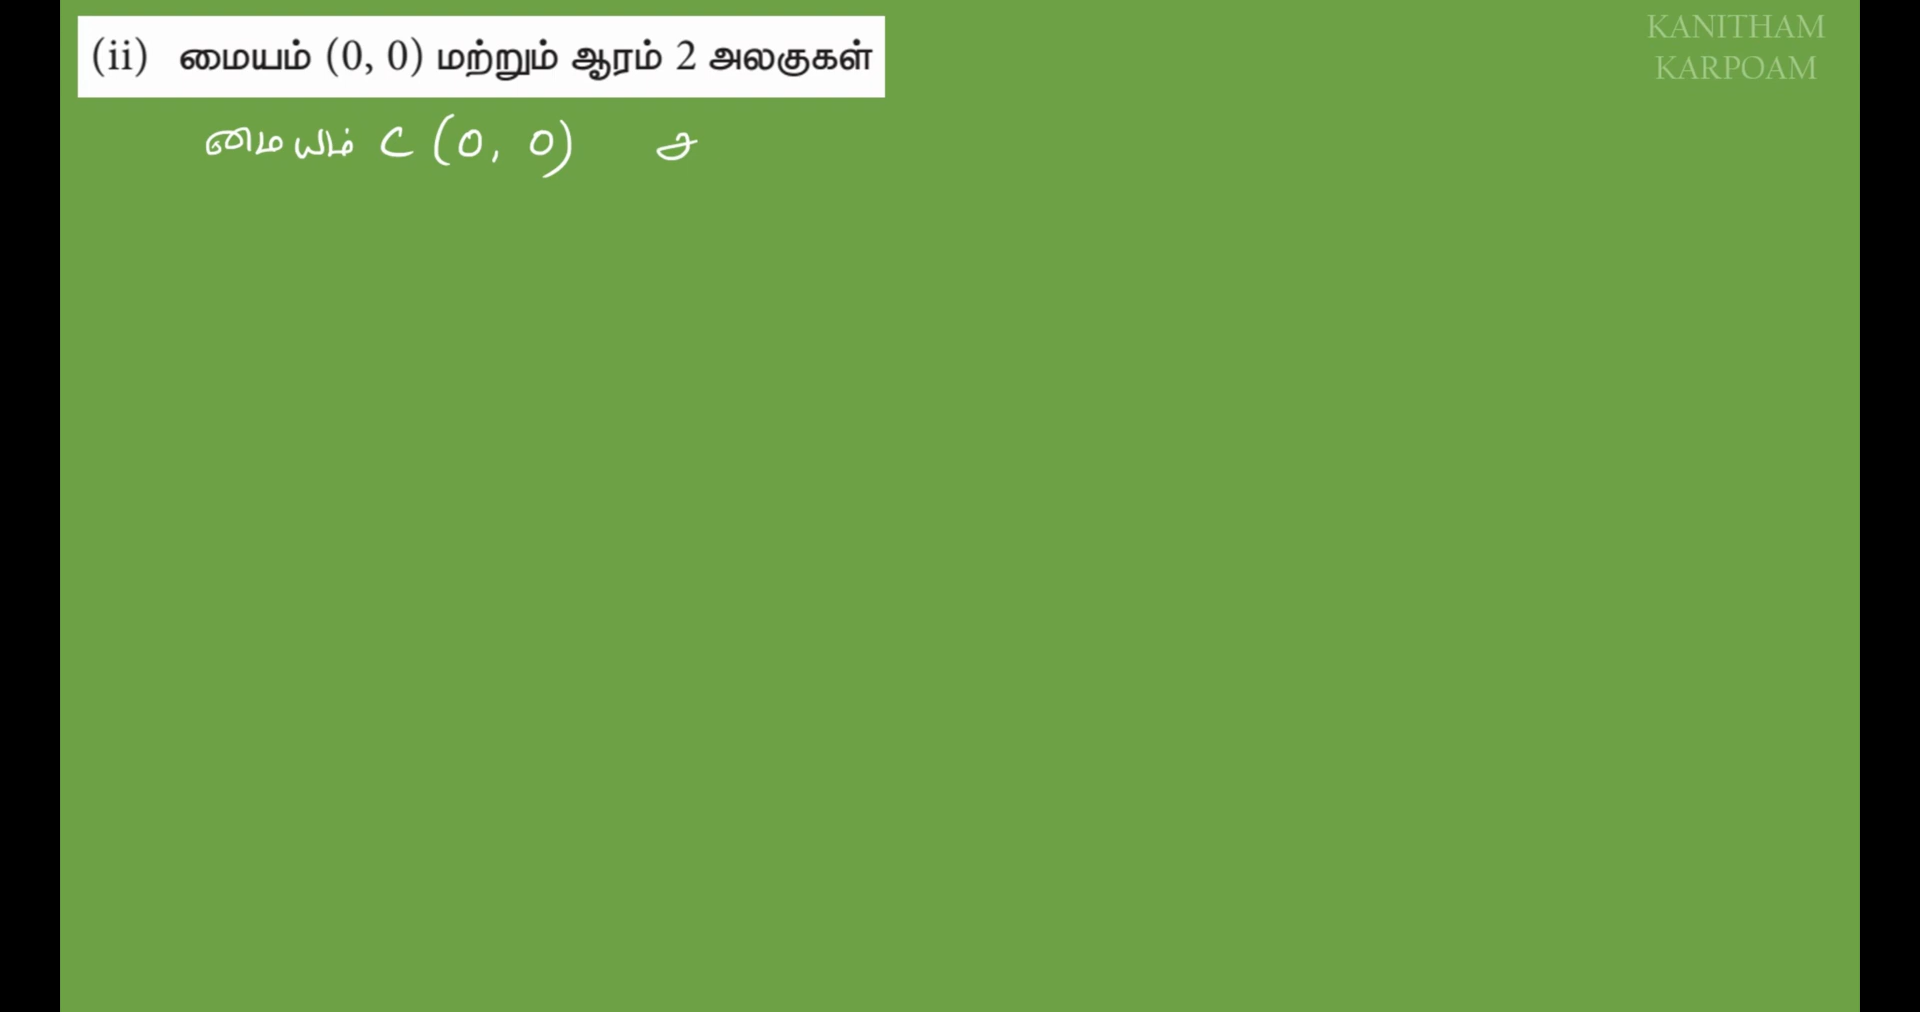 (ii) மையம் (0, 0) மற்றும் ஆரம் 2 அலகுகள்
KANITHAM
KARPOAM
மையம் C (0, 0)